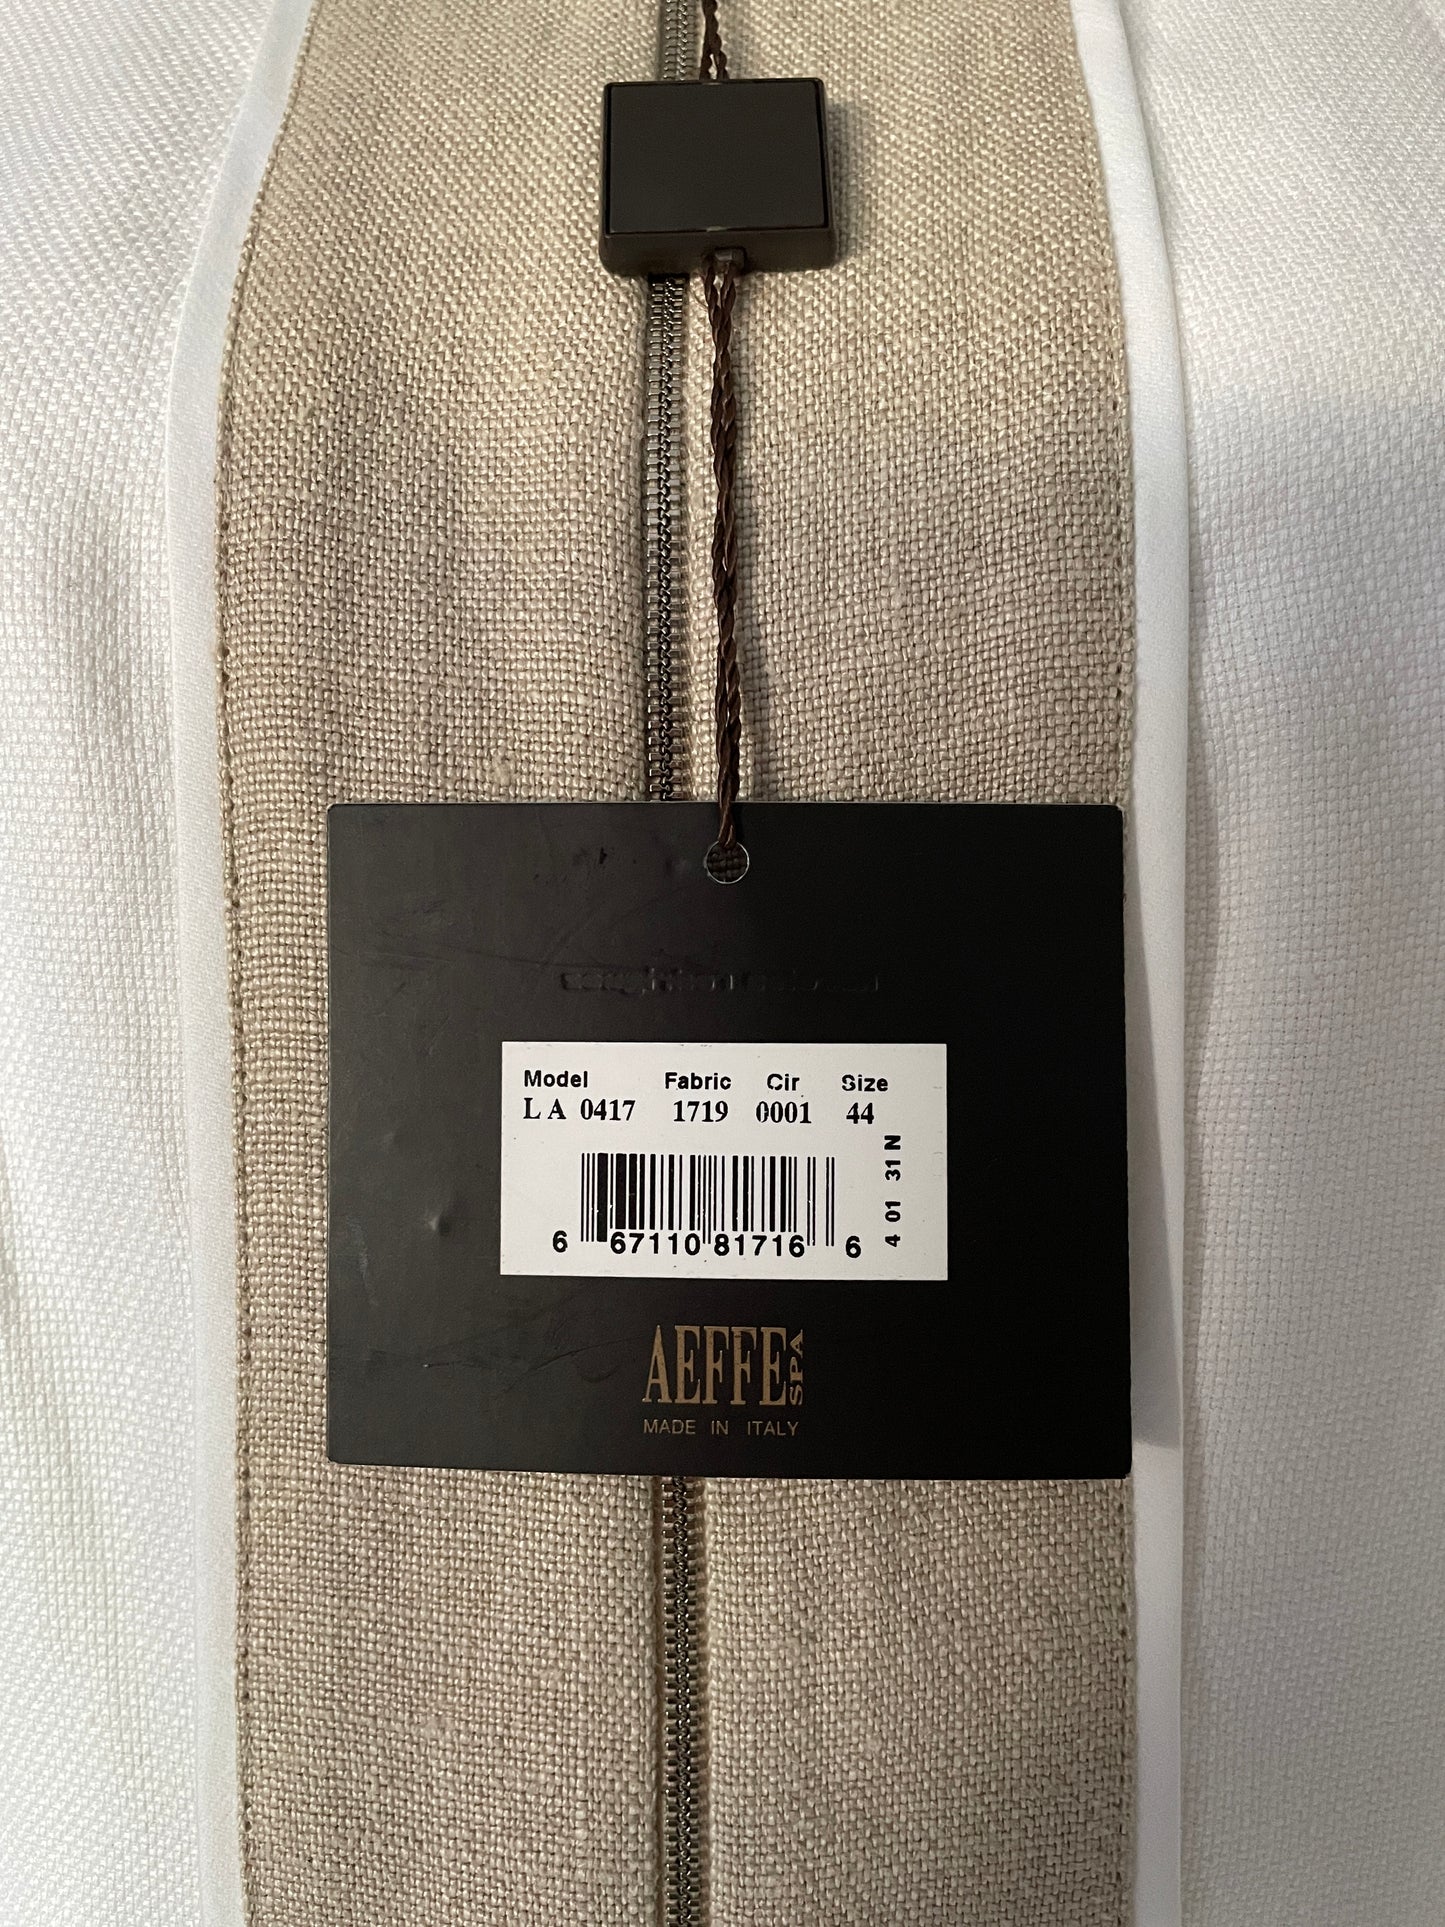 Model Fabric Cir Size
L A 0417 1719 0001 44
4 01 31 N
6 67110 81716 6
AEFFE SPA
MADE IN ITALY